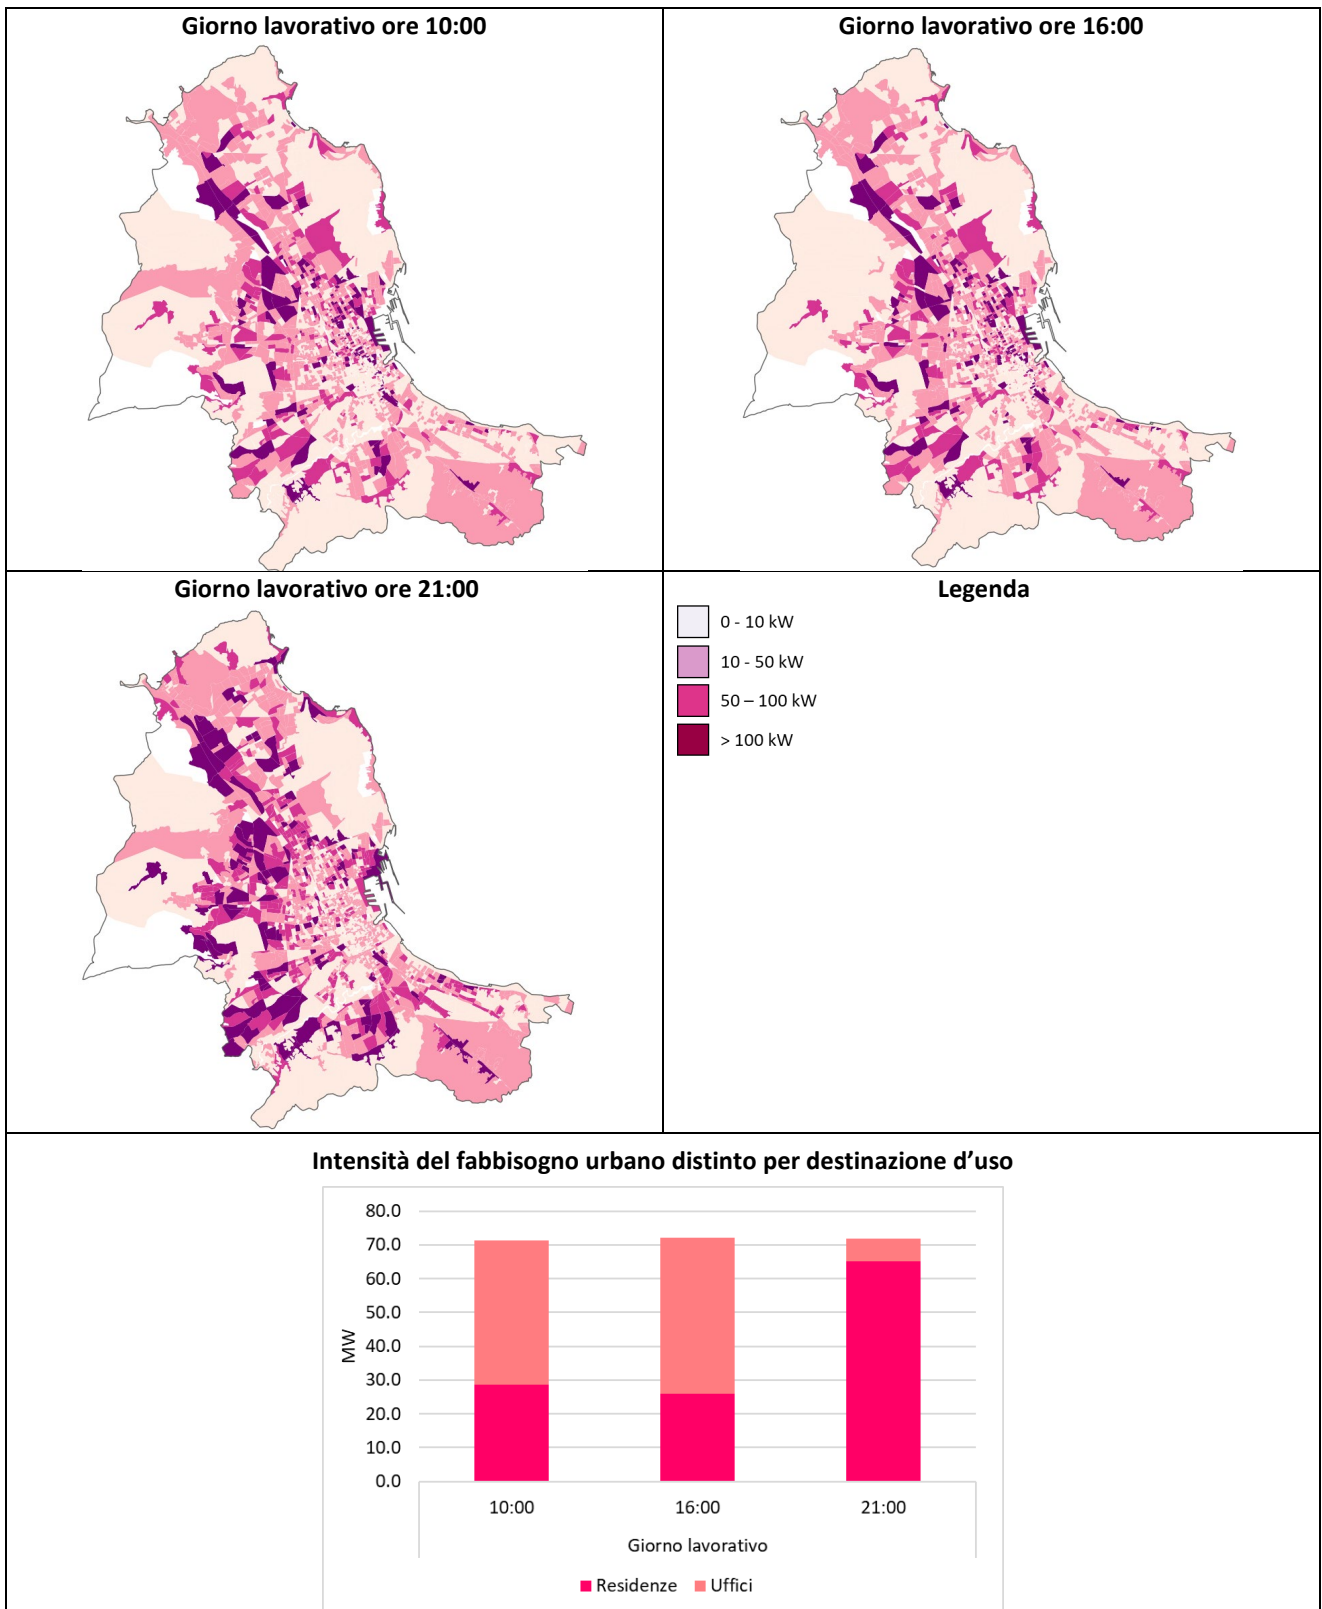 Giorno lavorativo ore 10:00
Giorno lavorativo ore 16:00
Giorno lavorativo ore 21:00
Legenda
0 - 10 kW
10 - 50 kW
50 – 100 kW
> 100 kW
Intensità del fabbisogno urbano distinto per destinazione d’uso
80.0
70.0
60.0
50.0
40.0
30.0
20.0
10.0
0.0
MW
10:00 16:00 21:00
Giorno lavorativo
Residenze Uffici